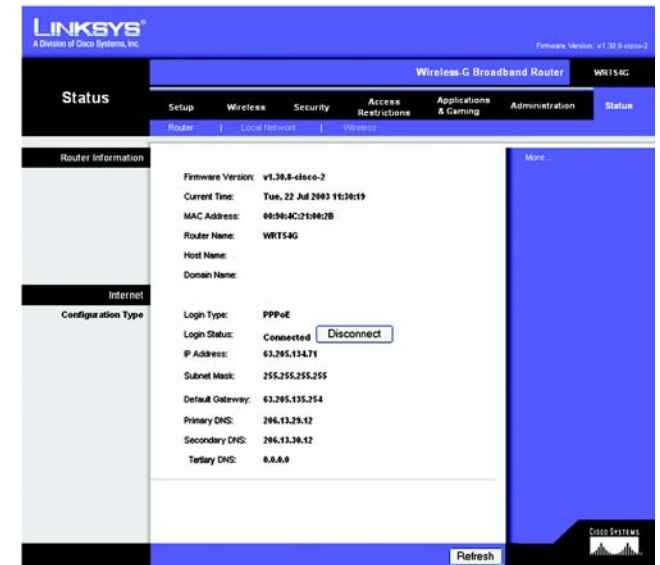 LINKSYS®
A Division of Cisco Systems, Inc.
Firmware Version: v1.30.8-cisco-2
Wireless-G Broadband Router WRT54G
Status
Setup Wireless Security Access Restrictions Applications & Gaming Administration Status
Router | Local Network | Wireless
Router Information
More...
Firmware Version: v1.30.8-cisco-2
Current Time: Tue, 22 Jul 2003 11:30:19
MAC Address: 00:90:4C:21:00:2B
Router Name: WRT54G
Host Name:
Domain Name:
Internet
Configuration Type
Login Type: PPPoE
Login Status: Connected Disconnect
IP Address: 63.205.134.71
Subnet Mask: 255.255.255.255
Default Gateway: 63.205.135.254
Primary DNS: 206.13.29.12
Secondary DNS: 206.13.30.12
Tertiary DNS: 0.0.0.0
Refresh
CISCO SYSTEMS